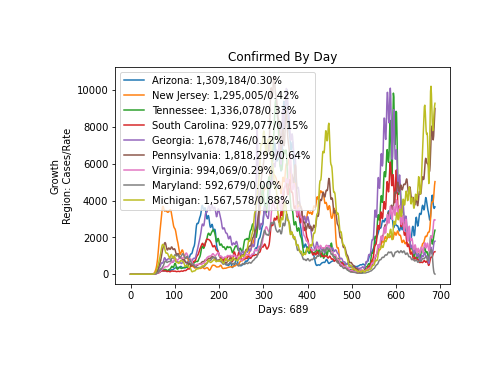 Confirmed By Day
Growth
Region: Cases/Rate
10000
8000
6000
4000
2000
0
Arizona: 1,309,184/0.30%
New Jersey: 1,295,005/0.42%
Tennessee: 1,336,078/0.33%
South Carolina: 929,077/0.15%
Georgia: 1,678,746/0.12%
Pennsylvania: 1,818,299/0.64%
Virginia: 994,069/0.29%
Maryland: 592,679/0.00%
Michigan: 1,567,578/0.88%
0 100 200 300 400 500 600 700
Days: 689